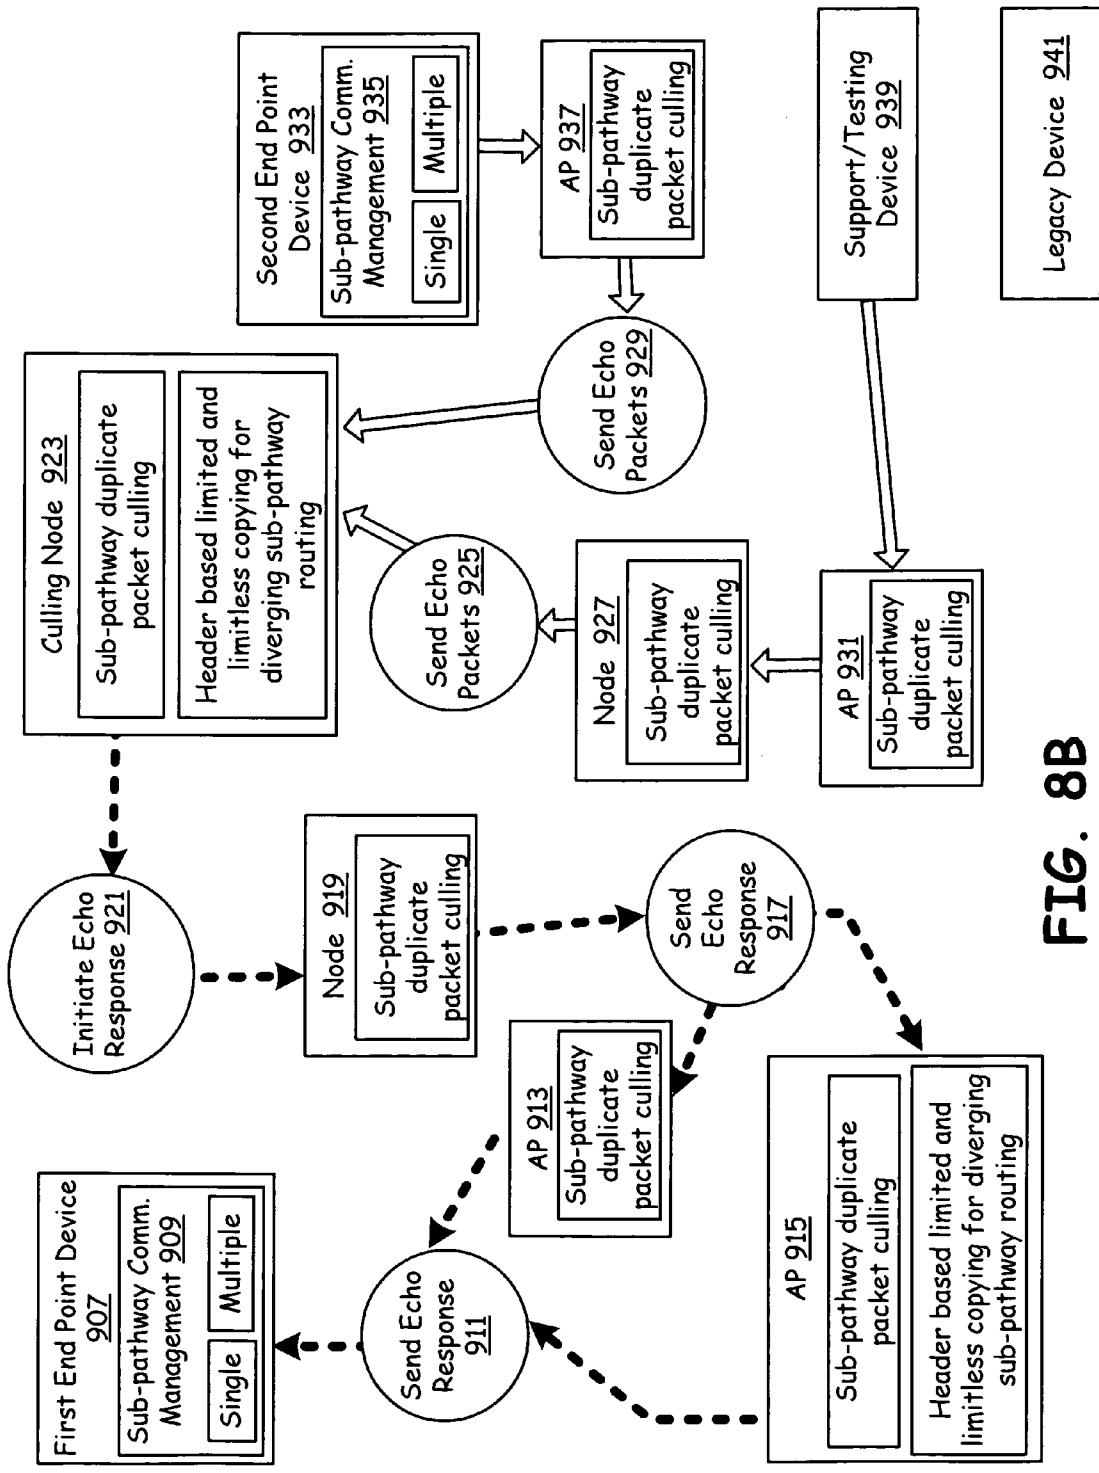 First End Point Device
907
Sub-pathway Comm.
Management 909
Single
Multiple
Send Echo
Response
911
AP 913
Sub-pathway
duplicate
packet culling
AP 915
Sub-pathway duplicate
packet culling
Header based limited and
limitless copying for diverging
sub-pathway routing
Send
Echo
Response
917
Node 919
Sub-pathway
duplicate
packet culling
Initiate Echo
Response 921
Culling Node 923
Sub-pathway duplicate
packet culling
Header based limited and
limitless copying for
diverging sub-pathway
routing
Send Echo
Packets 925
Node 927
Sub-pathway
duplicate
packet culling
Send Echo
Packets 929
AP 931
Sub-pathway
duplicate
packet culling
Second End Point
Device 933
Sub-pathway Comm.
Management 935
Single
Multiple
AP 937
Sub-pathway
duplicate
packet culling
Support/Testing
Device 939
Legacy Device 941
FIG. 8B